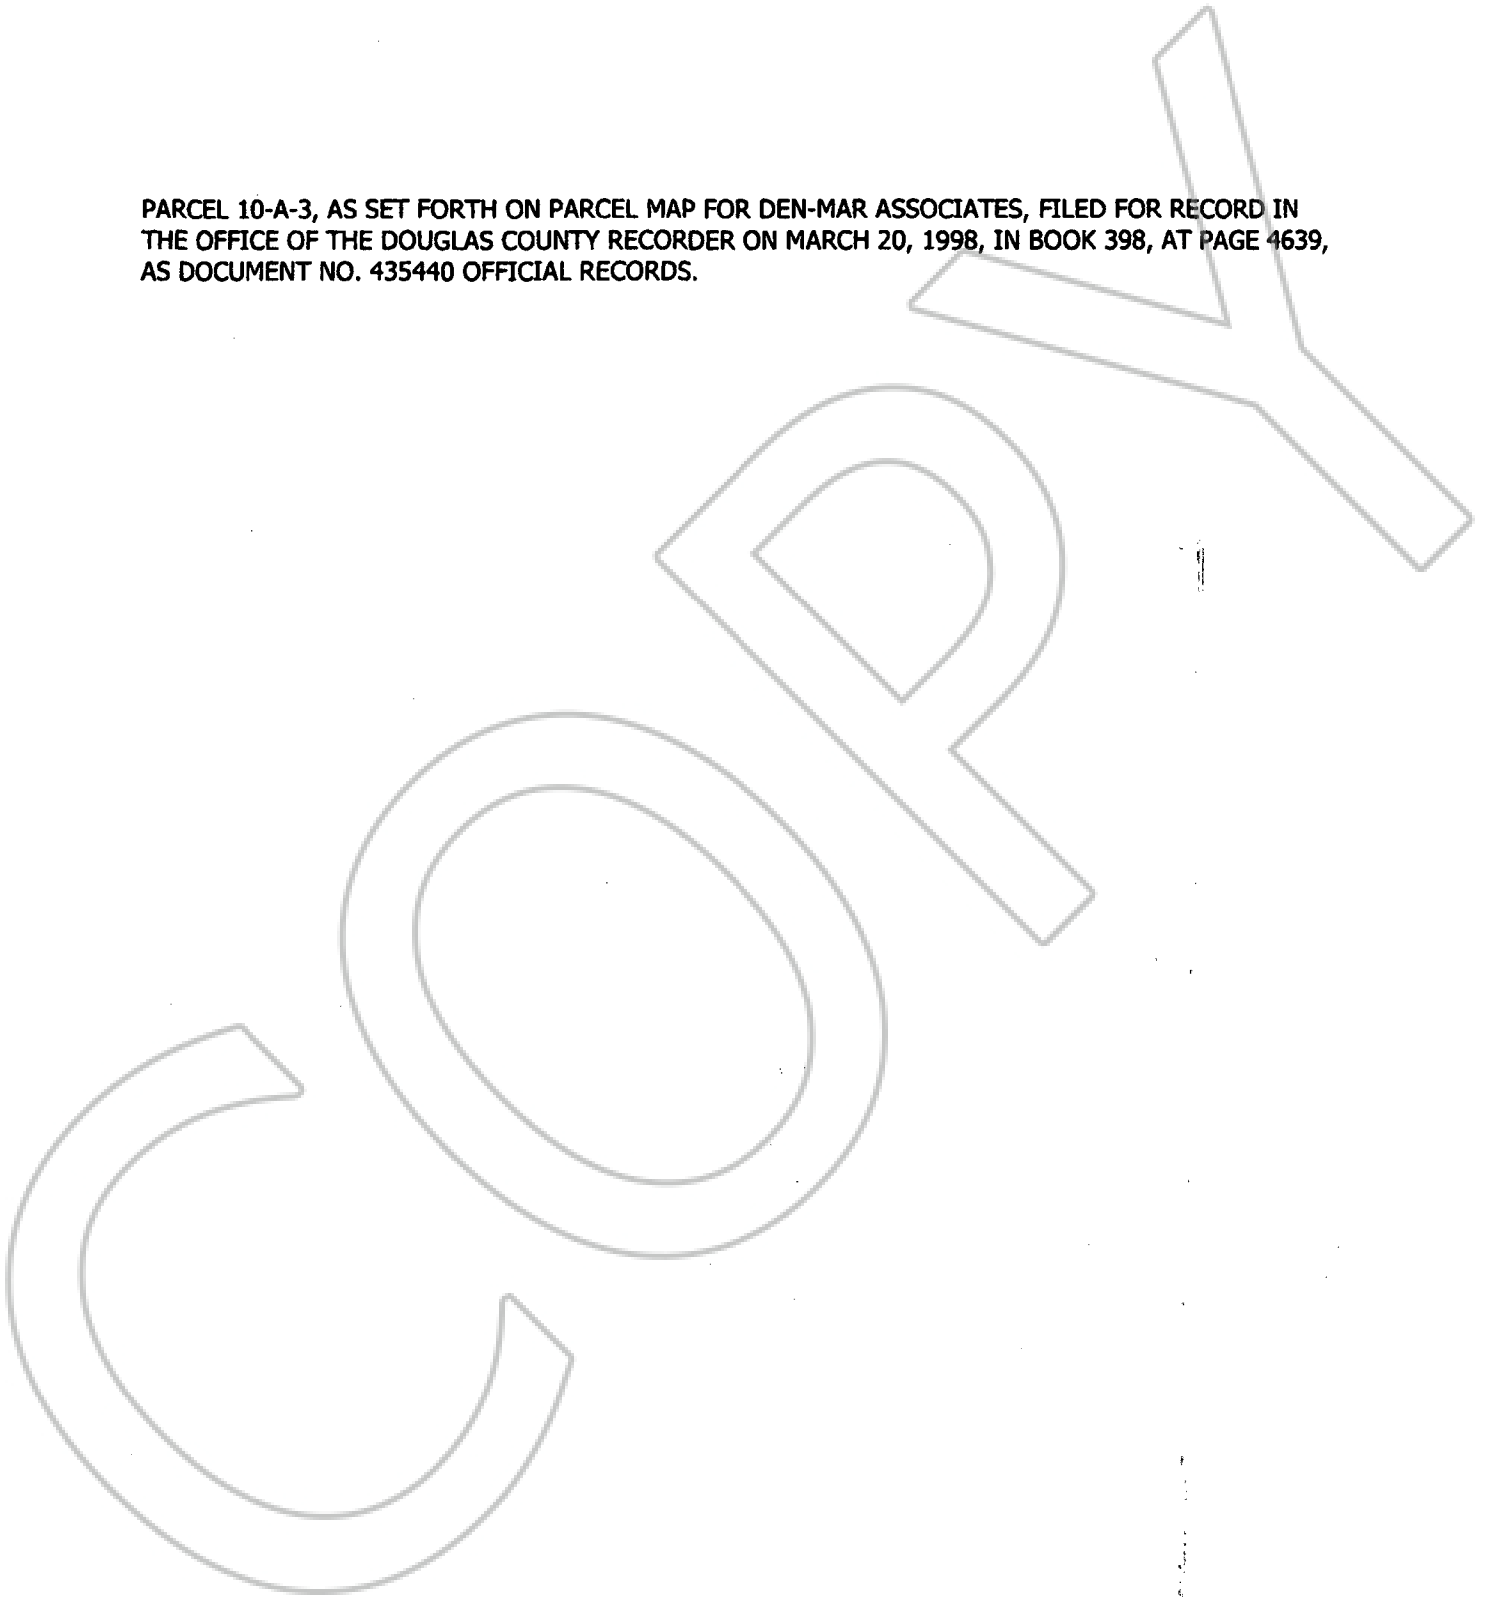 PARCEL 10-A-3, AS SET FORTH ON PARCEL MAP FOR DEN-MAR ASSOCIATES, FILED FOR RECORD IN
THE OFFICE OF THE DOUGLAS COUNTY RECORDER ON MARCH 20, 1998, IN BOOK 398, AT PAGE 4639,
AS DOCUMENT NO. 435440 OFFICIAL RECORDS.
COPY